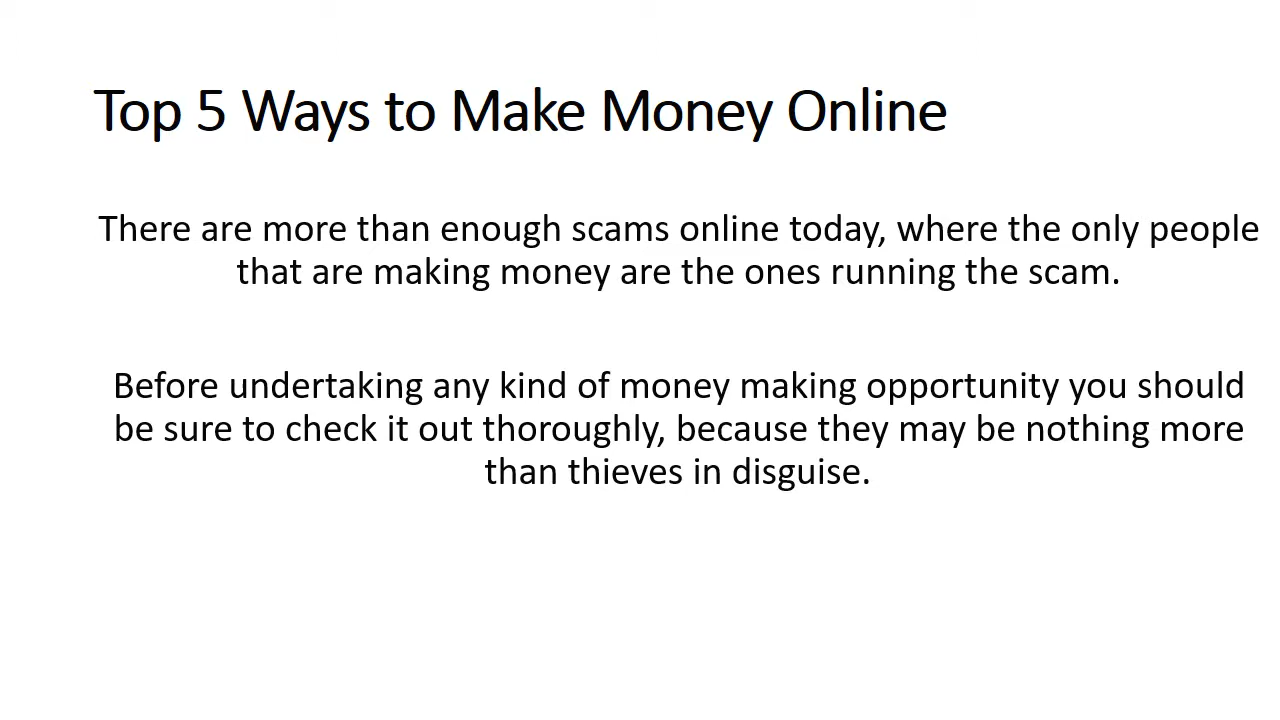 Top 5 Ways to Make Money Online
There are more than enough scams online today, where the only people
that are making money are the ones running the scam.
Before undertaking any kind of money making opportunity you should
be sure to check it out thoroughly, because they may be nothing more
than thieves in disguise.